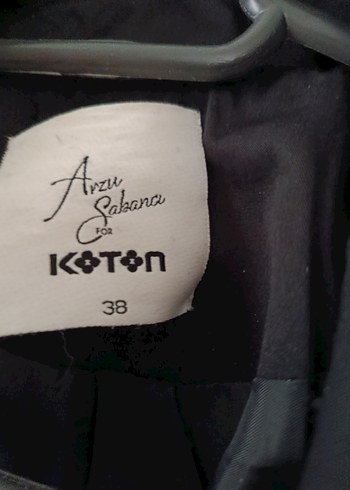 Arzu
Sabancı
FOR
KOTON
38